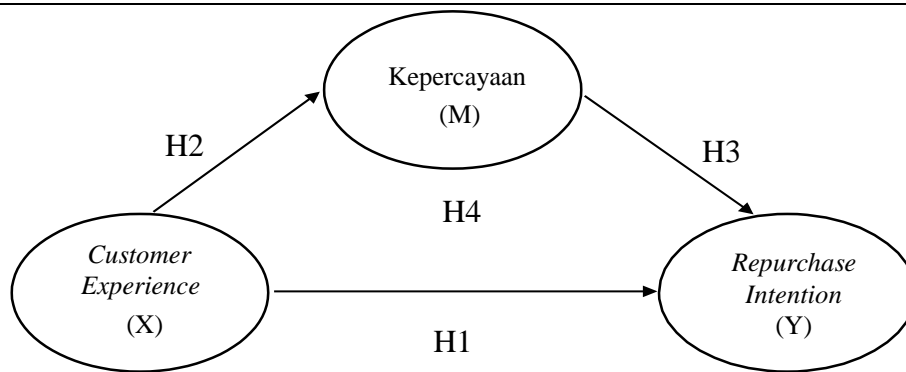 Kepercayaan
(M)
H2
H3
H4
Customer
Experience
(X)
Repurchase
Intention
(Y)
H1